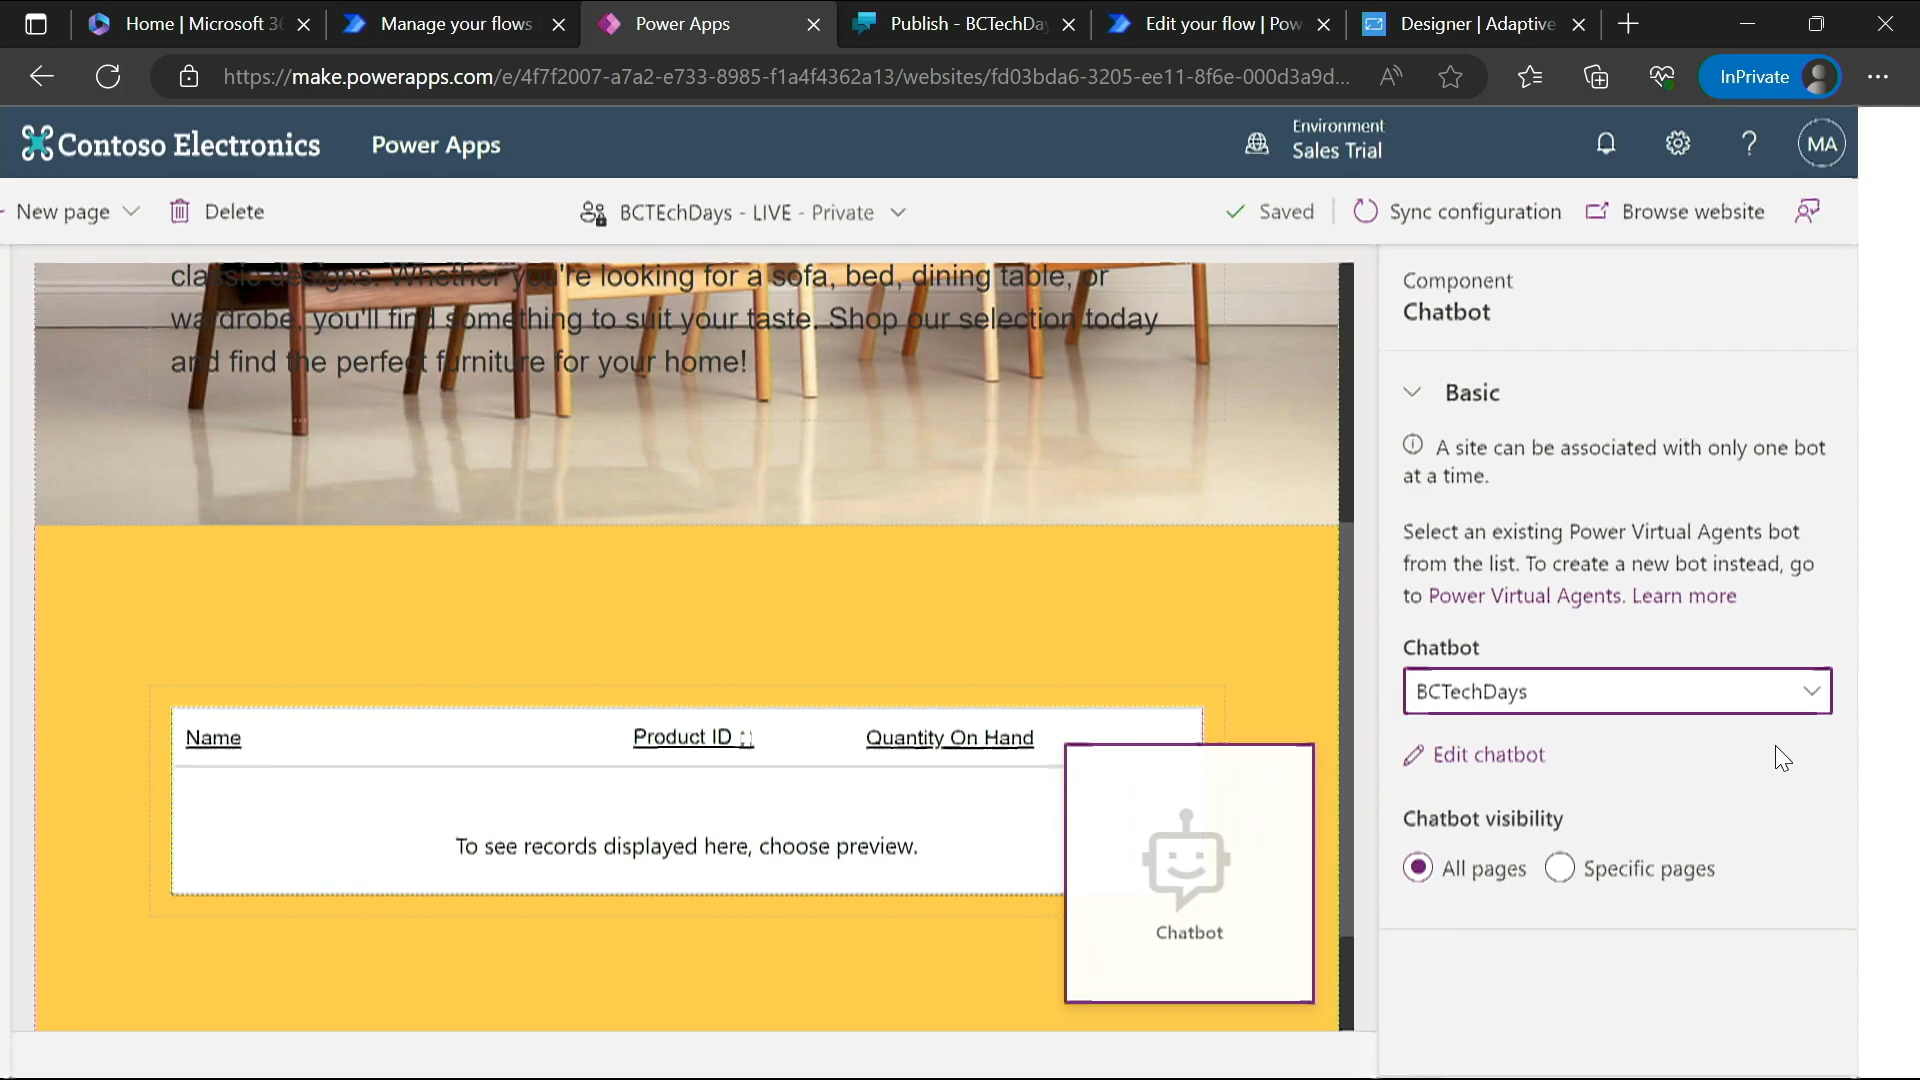 Home | Microsoft 36
Manage your flows
Power Apps
Publish - BCTechDay
Edit your flow | Pow
Designer | Adaptive
https://make.powerapps.com/e/4f7f2007-a7a2-e733-8985-f1a4f4362a13/websites/fd03bda6-3205-ee11-8f6e-000d3a9d...
InPrivate
Contoso Electronics
Power Apps
Environment
Sales Trial
MA
New page
Delete
BCTEchDays - LIVE - Private
Saved
Sync configuration
Browse website
classic designs. Whether you're looking for a sofa, bed, dining table, or
wardrobe, you'll find something to suit your taste. Shop our selection today
and find the perfect furniture for your home!
Name
Product ID
Quantity On Hand
To see records displayed here, choose preview.
Chatbot
Component
Chatbot
Basic
A site can be associated with only one bot
at a time.
Select an existing Power Virtual Agents bot
from the list. To create a new bot instead, go
to Power Virtual Agents. Learn more
Chatbot
BCTechDays
Edit chatbot
Chatbot visibility
All pages
Specific pages